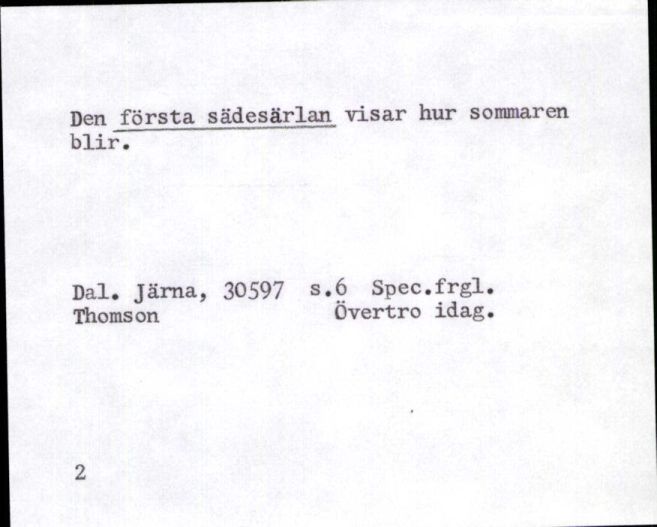 Den första sädesärlan visar hur sommaren
blir.
Dal. Järna, 30597 s.6 Spec.frgl.
Thomson Övertro idag.
2